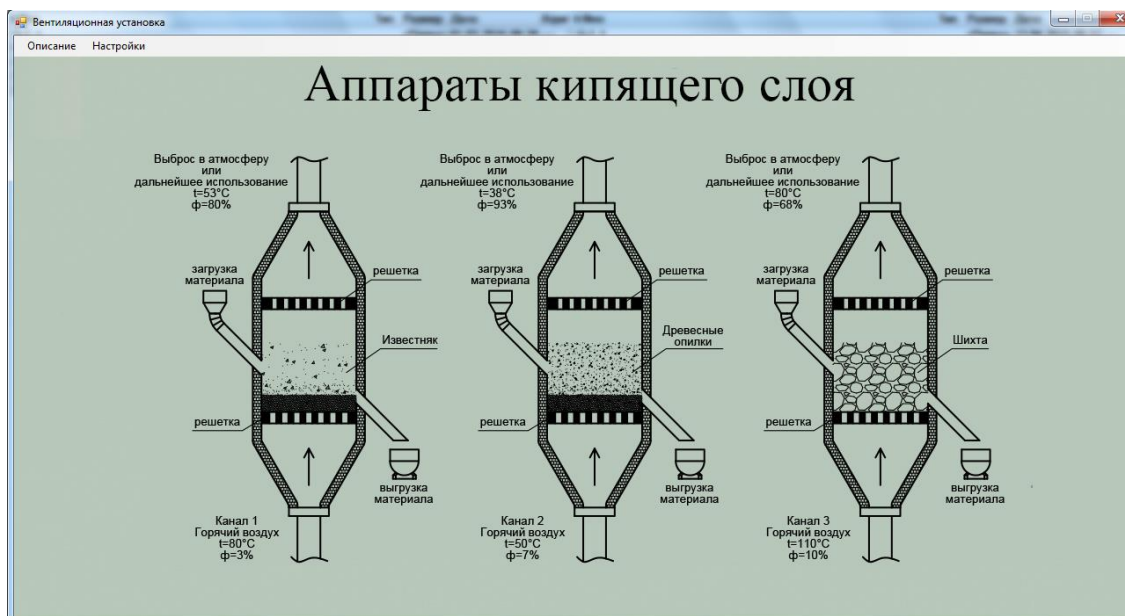 Вентиляционная установка
Описание Настройки
Аппараты кипящего слоя
Выброс в атмосферу
или
дальнейшее использование
t=53°C
ф=80%
загрузка
материала
решетка
Известняк
решетка
выгрузка
материала
Канал 1
Горячий воздух
t=80°C
ф=3%
Выброс в атмосферу
или
дальнейшее использование
t=38°C
ф=93%
загрузка
материала
решетка
Древесные
опилки
решетка
выгрузка
материала
Канал 2
Горячий воздух
t=50°C
ф=7%
Выброс в атмосферу
или
дальнейшее использование
t=80°C
ф=68%
загрузка
материала
решетка
Шихта
решетка
выгрузка
материала
Канал 3
Горячий воздух
t=110°C
ф=10%